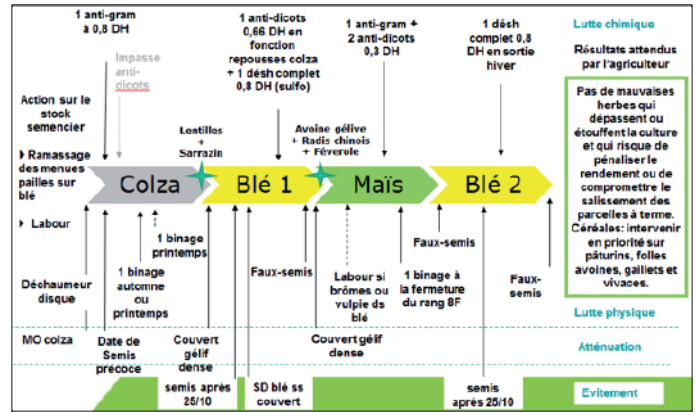 1 anti-gram
à 0,8 DH
Impasse
anti-
dicots
1 anti-dicots
0,66 DH en
fonction
repousses colza
+ 1 désh complet
0,8 DH (sulfo)
1 anti-gram +
2 anti-dicots
0,3 DH
1 désh
complet 0,8
DH en sortie
hiver
Lutte chimique
Résultats attendus
par l'agriculteur
Action sur le
stock
semencier
Ramassage
des menues
pailles sur
blé
Labour
Lentilles
+
Sarrazin
Avoine gélive
+ Radis chinois
+ Féverole
Colza
Blé 1
Maïs
Blé 2
Pas de mauvaises
herbes qui
dépassent ou
étouffent la culture
et qui risque de
pénaliser le
rendement ou de
compromettre le
salissement des
parcelles à terme.
Céréales: intervenir
en priorité sur
pâturins, folles
avoines, gaillets et
vivaces.
Déchaumeur
disque
1 binage
automne ou
printemps
1 binage
printemps
Faux-semis
Labour si
brômes ou
vulpie ds
blé
1 binage à
la fermeture
du rang 8F
Faux-semis
Faux-
semis
Lutte physique
MO colza
Date de
Semis
précoce
Couvert
gélif
dense
Couvert gélif
dense
Atténuation
semis après
25/10
SD blé ss
couvert
semis
après 25/10
Evitement